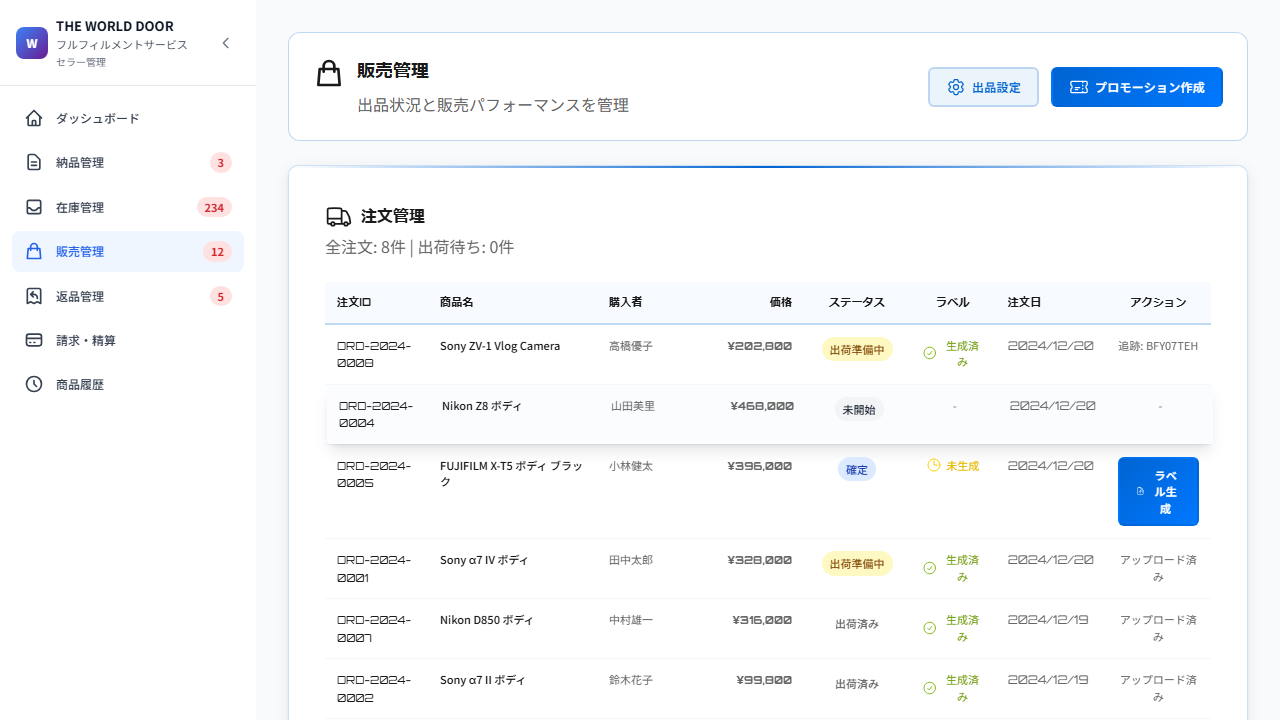 W
THE WORLD DOOR
フルフィルメントサービス
セラー管理
ダッシュボード
納品管理 3
在庫管理 234
販売管理 12
返品管理 5
請求・精算
商品履歴
販売管理
出品状況と販売パフォーマンスを管理
出品設定
プロモーション作成
注文管理
全注文: 8件 | 出荷待ち: 0件
注文ID 商品名 購入者 価格 ステータス ラベル 注文日 アクション
ORD-2024-0008 Sony ZV-1 Vlog Camera 高橋優子 ¥202,800 出荷準備中 生成済み 2024/12/20 追跡: BFY07TEH
ORD-2024-0004 Nikon Z8 ボディ 山田美里 ¥468,000 未開始 - 2024/12/20 -
ORD-2024-0005 FUJIFILM X-T5 ボディ ブラック 小林健太 ¥396,000 確定 未生成 2024/12/20 ラベル生成
ORD-2024-0001 Sony α7 IV ボディ 田中太郎 ¥328,000 出荷準備中 生成済み 2024/12/20 アップロード済み
ORD-2024-0007 Nikon D850 ボディ 中村雄一 ¥316,000 出荷済み 生成済み 2024/12/19 アップロード済み
ORD-2024-0002 Sony α7 II ボディ 鈴木花子 ¥99,800 出荷済み 生成済み 2024/12/19 アップロード済み